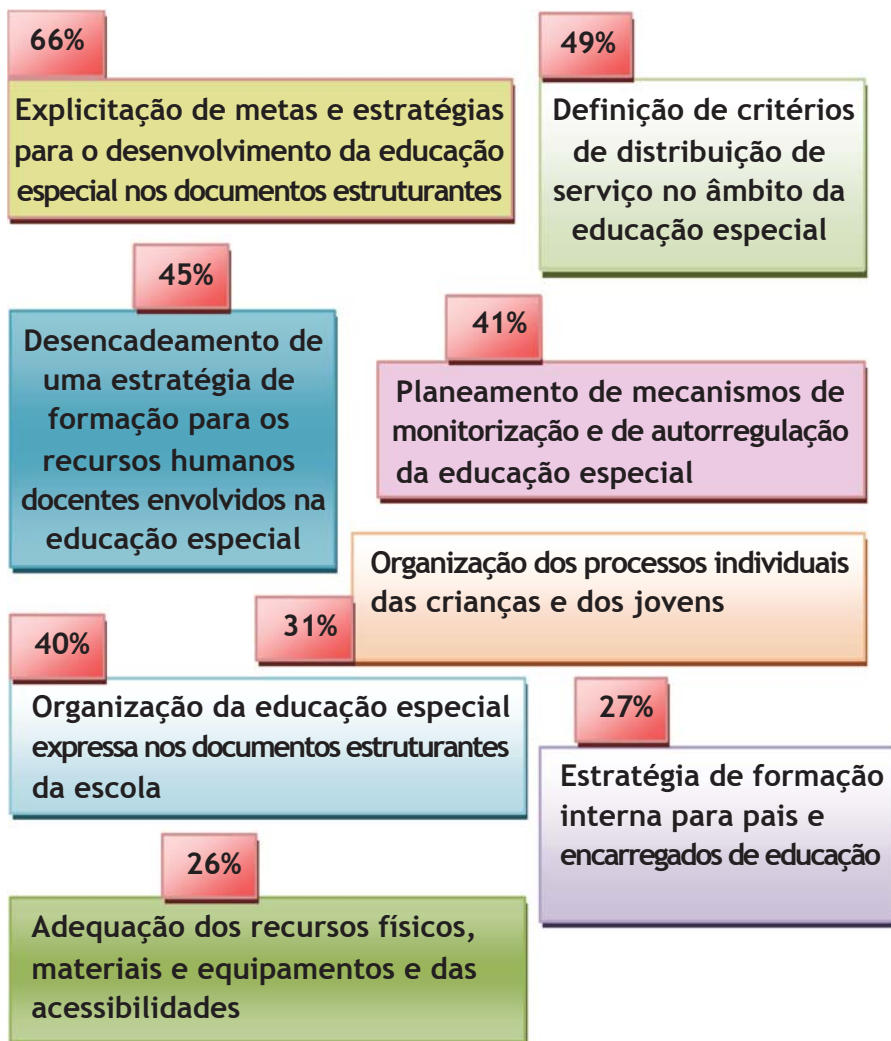 66%
Explicitação de metas e estratégias
para o desenvolvimento da educação
especial nos documentos estruturantes
49%
Definição de critérios
de distribuição de
serviço no âmbito da
educação especial
45%
Desencadeamento de
uma estratégia de
formação para os
recursos humanos
docentes envolvidos na
educação especial
41%
Planeamento de mecanismos de
monitorização e de autorregulação
da educação especial
31%
Organização dos processos individuais
das crianças e dos jovens
40%
Organização da educação especial
expressa nos documentos estruturantes
da escola
27%
Estratégia de formação
interna para pais e
encarregados de educação
26%
Adequação dos recursos físicos,
materiais e equipamentos e das
acessibilidades